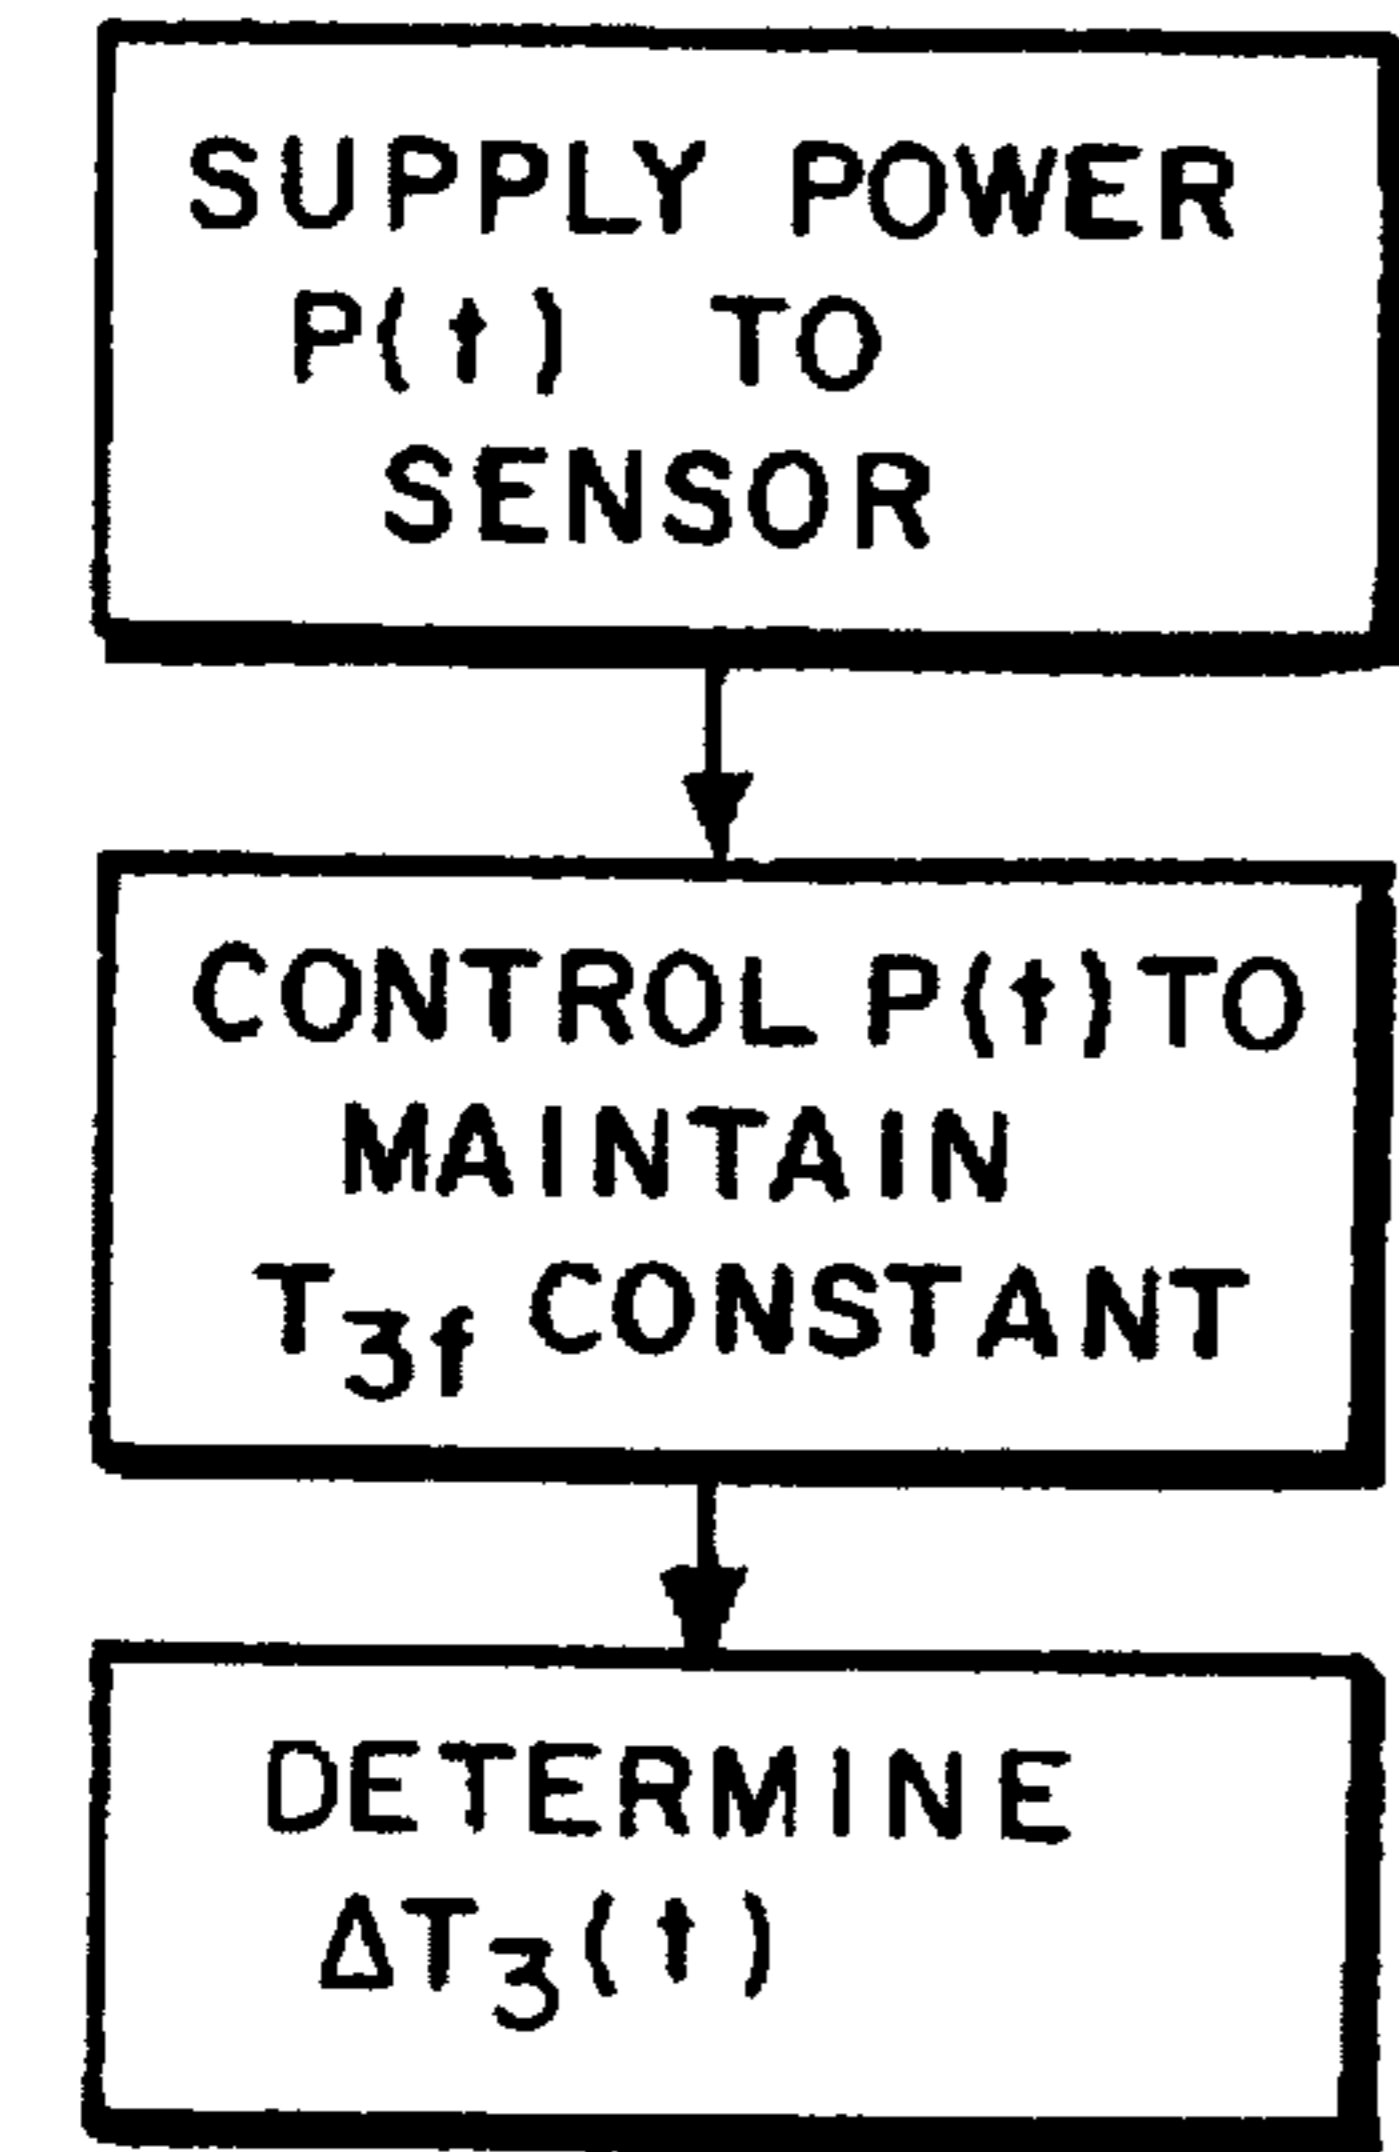 SUPPLY POWER
P(t) TO
SENSOR
CONTROL P(t) TO
MAINTAIN
T3f CONSTANT
DETERMINE
ΔT3(t)